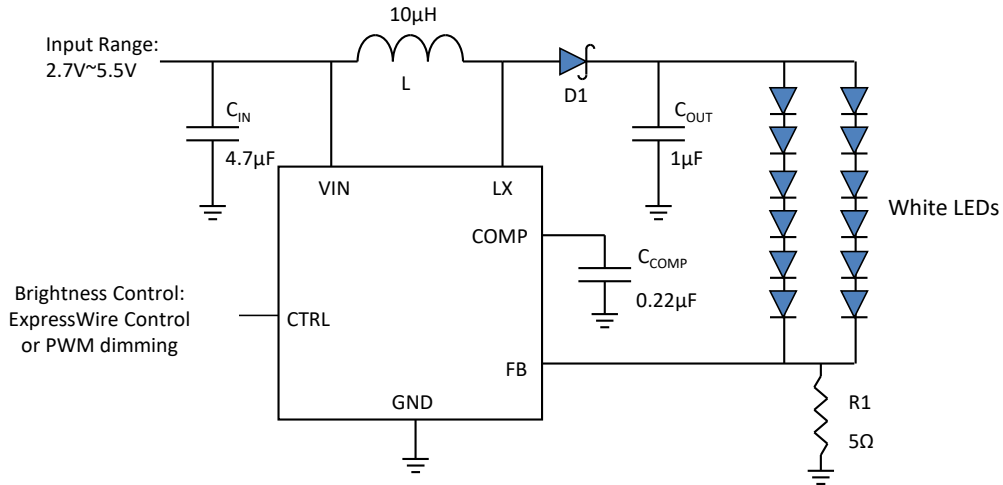 10µH
Input Range:
2.7V~5.5V
L
D1
C_IN
4.7µF
C_OUT
1µF
VIN
LX
White LEDs
COMP
C_COMP
0.22µF
Brightness Control:
ExpressWire Control
or PWM dimming
CTRL
FB
GND
R1
5Ω